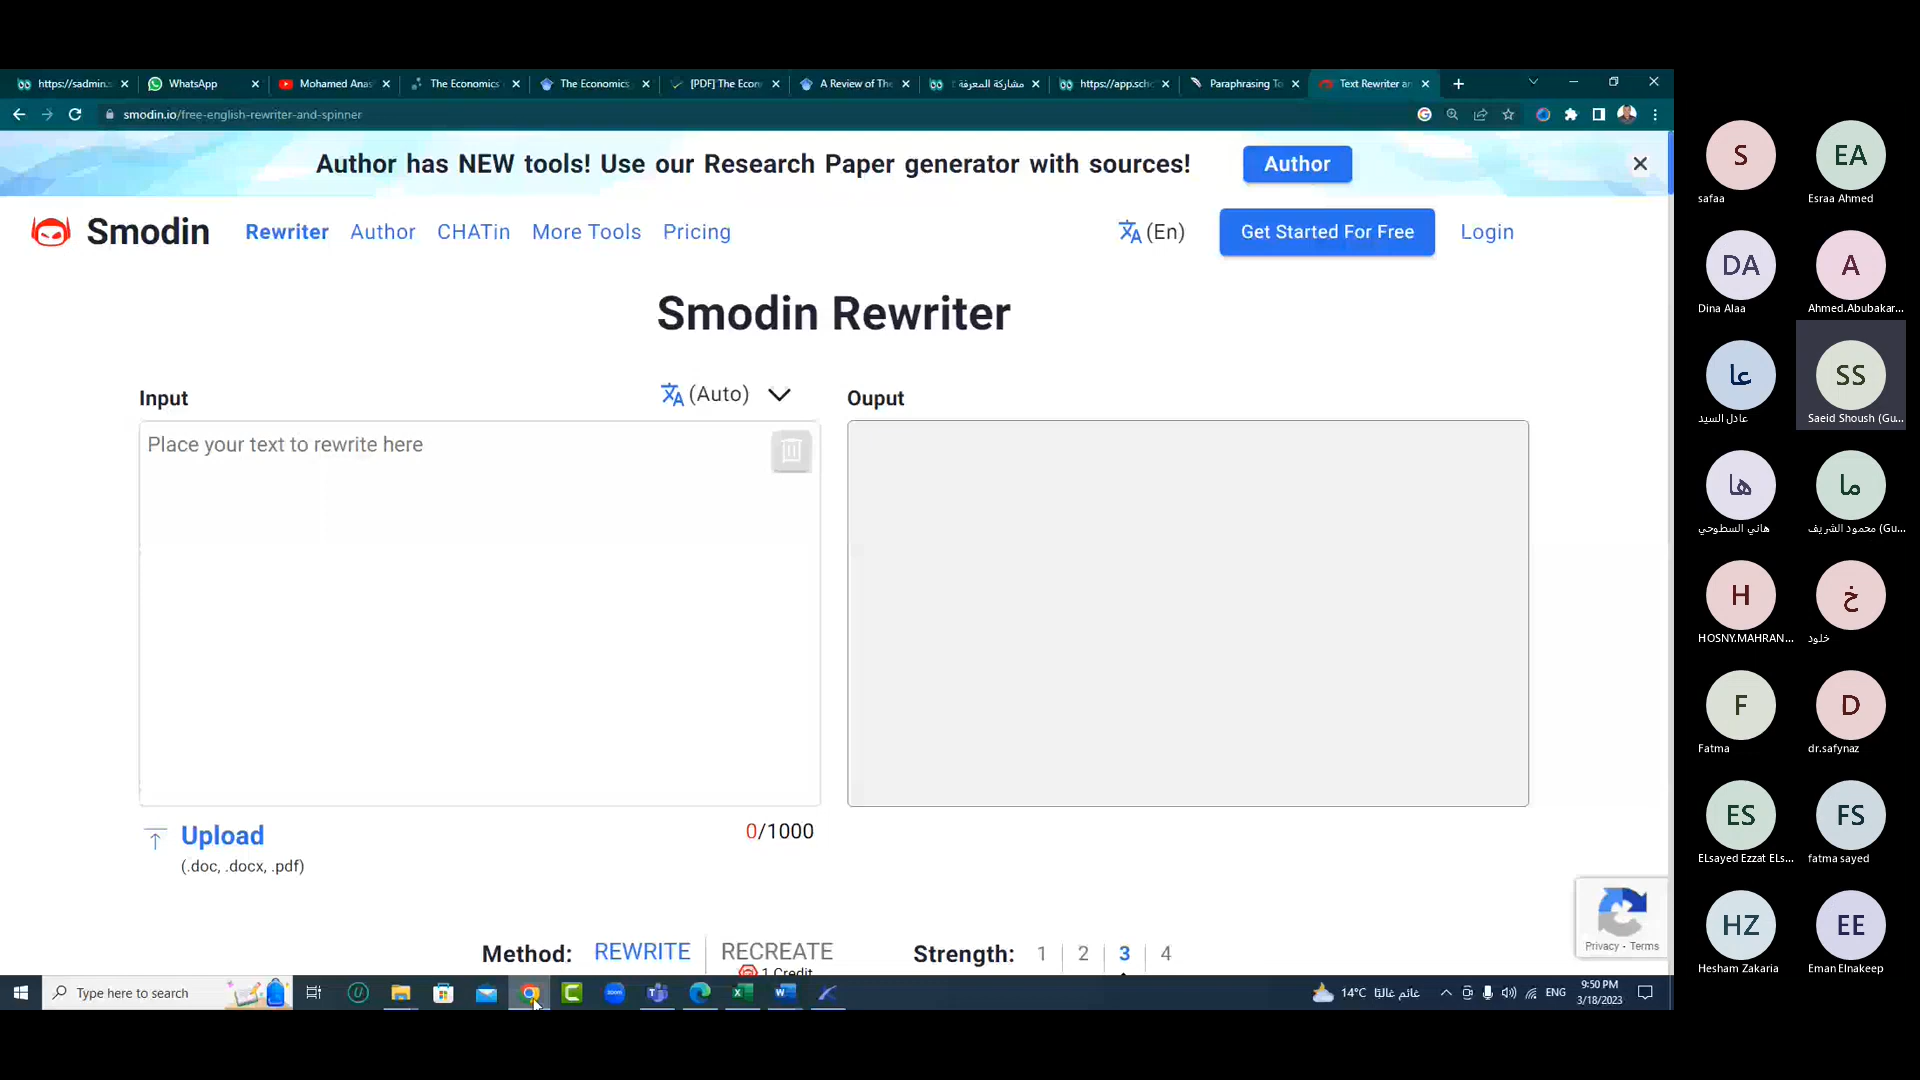 https://sadmin.s
WhatsApp
Mohamed Anas
The Economics
The Economics
[PDF] The Econ
A Review of The
مشاركة المعرفة
https://app.sch
Paraphrasing To
Text Rewriter an
smodin.io/free-english-rewriter-and-spinner
Author has NEW tools! Use our Research Paper generator with sources!
Author
Smodin
Rewriter
Author
CHATin
More Tools
Pricing
(En)
Get Started For Free
Login
Smodin Rewriter
Input
(Auto)
Ouput
Place your text to rewrite here
Upload
0/1000
(.doc, .docx, .pdf)
Privacy - Terms
Method:
REWRITE
RECREATE
1 Credit
Strength:
1
2
3
4
Type here to search
zoom
14°C غائم غالبًا
ENG
9:50 PM
3/18/2023
S
safaa
EA
Esraa Ahmed
DA
Dina Alaa
A
Ahmed.Abubakar...
عا
عادل السيد
SS
Saeid Shoush (Gu...
ها
هاني السطوحي
ما
محمود الشريف (Gu...
H
HOSNY.MAHRAN...
خ
خلود
F
Fatma
D
dr.safynaz
ES
ELsayed Ezzat ELs...
FS
fatma sayed
HZ
Hesham Zakaria
EE
Eman Elnakeep